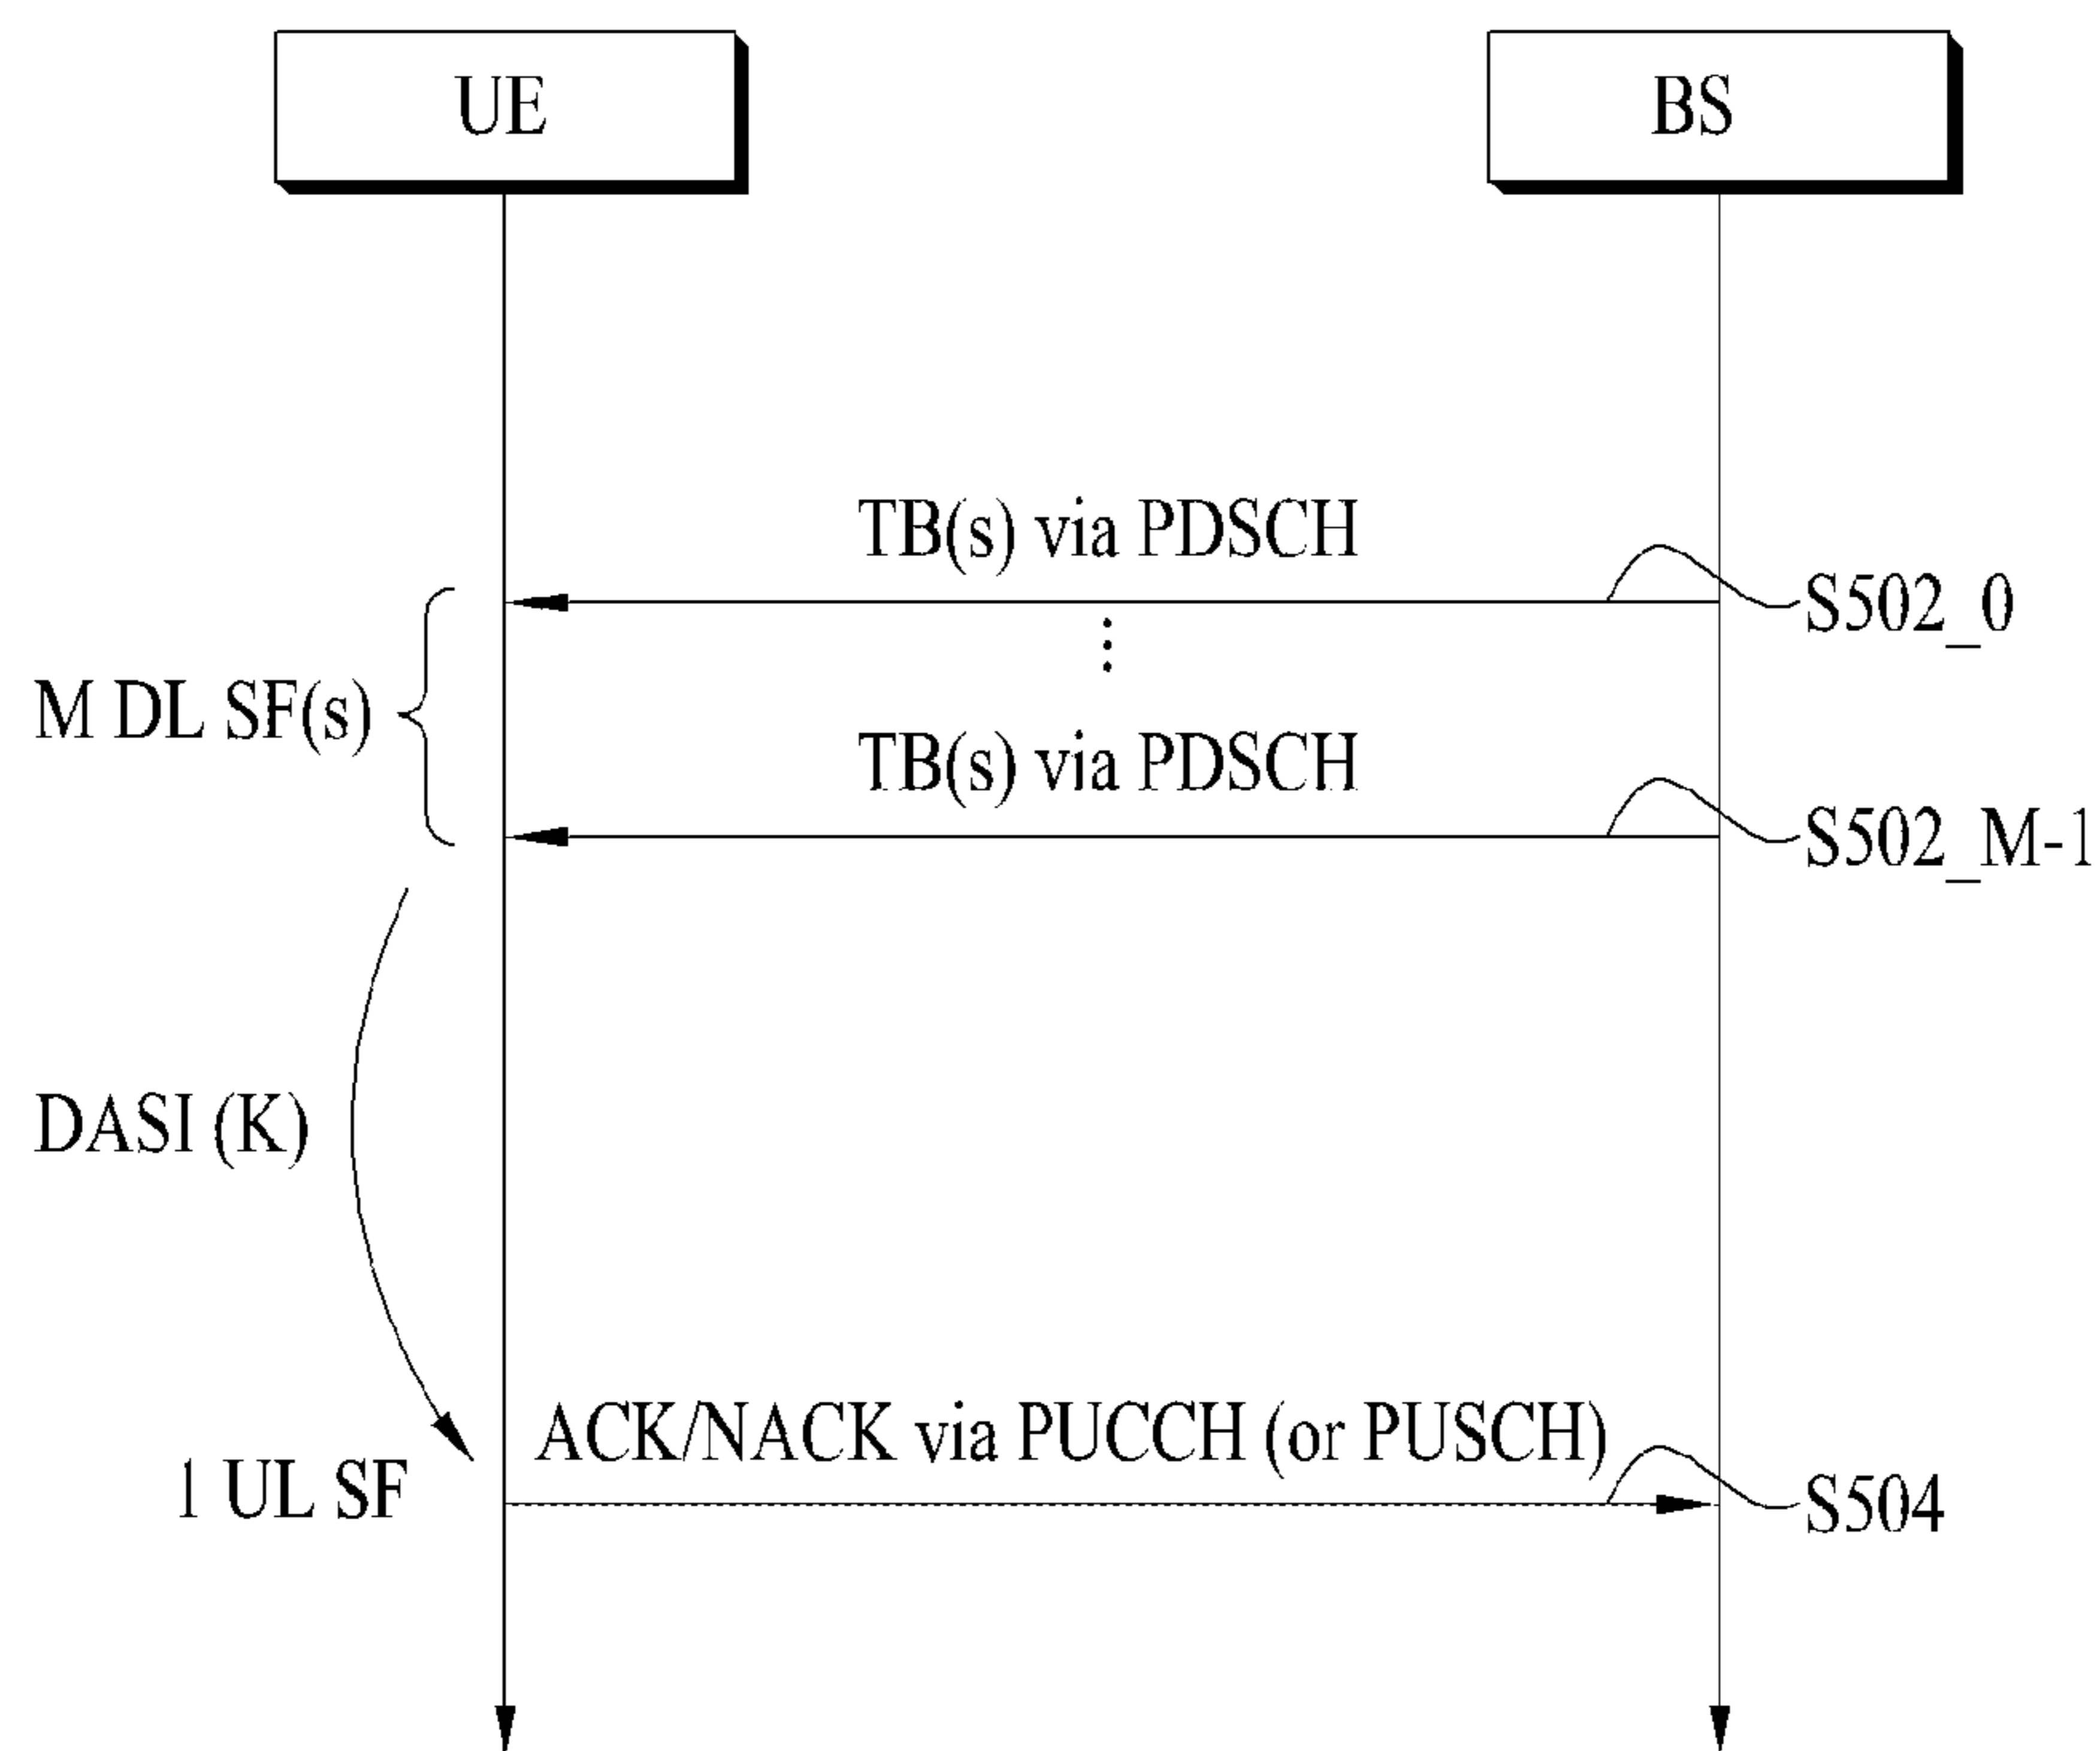 UE
BS
TB(s) via PDSCH
S502_0
M DL SF(s)
TB(s) via PDSCH
S502_M-1
DASI (K)
ACK/NACK via PUCCH (or PUSCH)
1 UL SF
S504